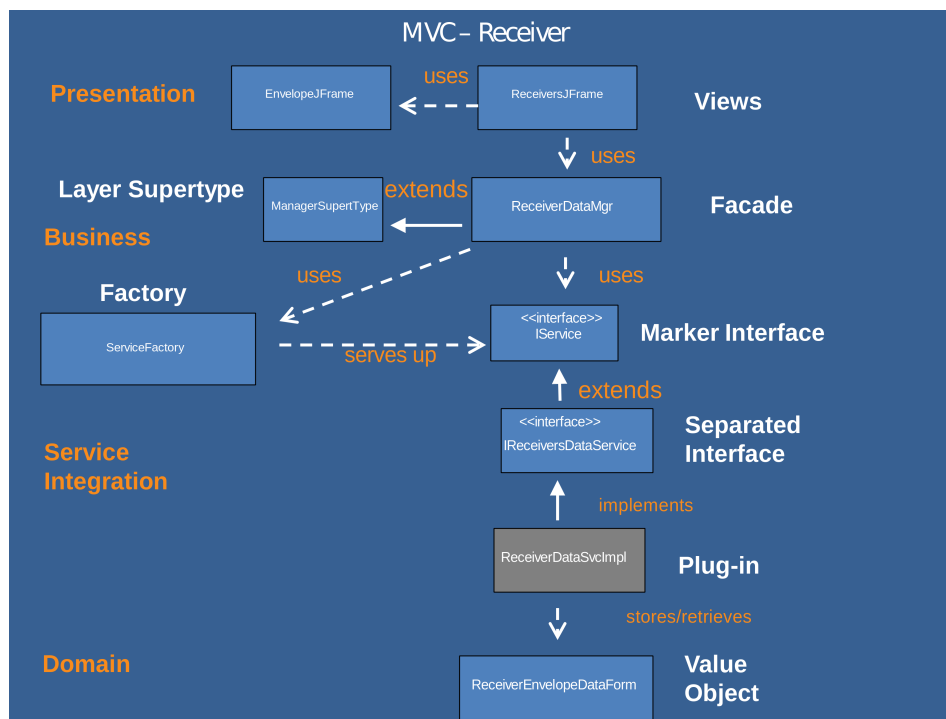 MVC – Receiver
Presentation
EnvelopeJFrame
uses
ReceiversJFrame
Views
uses
Layer Supertype
ManagerSupertType
extends
ReceiverDataMgr
Facade
Business
uses
uses
Factory
ServiceFactory
serves up
<<interface>>
IService
Marker Interface
extends
<<interface>>
IReceiversDataService
Separated
Interface
Service
Integration
implements
ReceiverDataSvcImpl
Plug-in
stores/retrieves
Domain
ReceiverEnvelopeDataForm
Value
Object